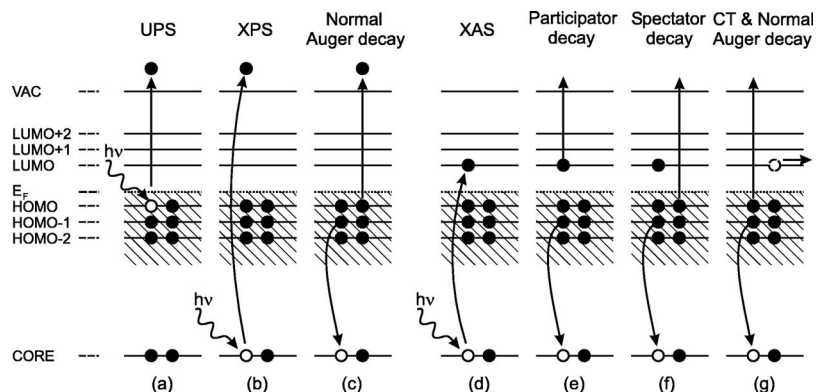 UPS
XPS
Normal
Auger decay
XAS
Participator
decay
Spectator
decay
CT & Normal
Auger decay
VAC
LUMO+2
LUMO+1
LUMO
hν
E_F
HOMO
HOMO-1
HOMO-2
hν
hν
CORE
(a)
(b)
(c)
(d)
(e)
(f)
(g)